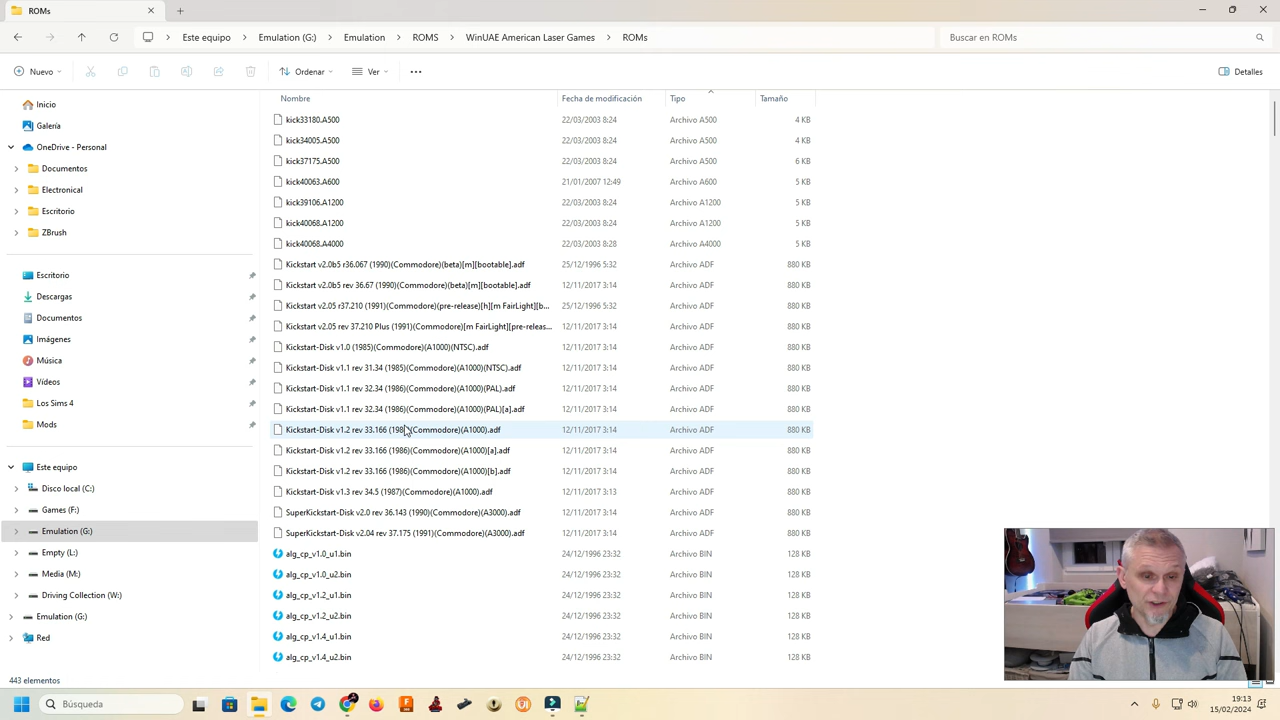 ROMs
Este equipo > Emulation (G:) > Emulation > ROMS > WinUAE American Laser Games > ROMs
Buscar en ROMs
Nuevo
Ordenar
Ver
Detalles
Nombre Fecha de modificación Tipo Tamaño
Inicio
Galería
OneDrive - Personal
Documentos
Electronical
Escritorio
ZBrush
Escritorio
Descargas
Documentos
Imágenes
Música
Vídeos
Los Sims 4
Mods
Este equipo
Disco local (C:)
Games (F:)
Emulation (G:)
Empty (L:)
Media (M:)
Driving Collection (W:)
Emulation (G:)
Red
kick33180.A500 22/03/2003 8:24 Archivo A500 4 KB
kick34005.A500 22/03/2003 8:24 Archivo A500 4 KB
kick37175.A500 22/03/2003 8:24 Archivo A500 6 KB
kick40063.A600 21/01/2007 12:49 Archivo A600 5 KB
kick39106.A1200 22/03/2003 8:24 Archivo A1200 5 KB
kick40068.A1200 22/03/2003 8:24 Archivo A1200 5 KB
kick40068.A4000 22/03/2003 8:28 Archivo A4000 5 KB
Kickstart v2.0b5 r36.067 (1990)(Commodore)(beta)[m][bootable].adf 25/12/1996 5:32 Archivo ADF 880 KB
Kickstart v2.0b5 rev 36.67 (1990)(Commodore)(beta)[m][bootable].adf 12/11/2017 3:14 Archivo ADF 880 KB
Kickstart v2.05 r37.210 (1991)(Commodore)(pre-release)[h][m FairLight][b... 25/12/1996 5:32 Archivo ADF 880 KB
Kickstart v2.05 rev 37.210 Plus (1991)(Commodore)[m FairLight][pre-releas... 12/11/2017 3:14 Archivo ADF 880 KB
Kickstart-Disk v1.0 (1985)(Commodore)(A1000)(NTSC).adf 12/11/2017 3:14 Archivo ADF 880 KB
Kickstart-Disk v1.1 rev 31.34 (1985)(Commodore)(A1000)(NTSC).adf 12/11/2017 3:14 Archivo ADF 880 KB
Kickstart-Disk v1.1 rev 32.34 (1986)(Commodore)(A1000)(PAL).adf 12/11/2017 3:14 Archivo ADF 880 KB
Kickstart-Disk v1.1 rev 32.34 (1986)(Commodore)(A1000)(PAL)[a].adf 12/11/2017 3:14 Archivo ADF 880 KB
Kickstart-Disk v1.2 rev 33.166 (1986)(Commodore)(A1000).adf 12/11/2017 3:14 Archivo ADF 880 KB
Kickstart-Disk v1.2 rev 33.166 (1986)(Commodore)(A1000)[a].adf 12/11/2017 3:14 Archivo ADF 880 KB
Kickstart-Disk v1.2 rev 33.166 (1986)(Commodore)(A1000)[b].adf 12/11/2017 3:14 Archivo ADF 880 KB
Kickstart-Disk v1.3 rev 34.5 (1987)(Commodore)(A1000).adf 12/11/2017 3:13 Archivo ADF 880 KB
SuperKickstart-Disk v2.0 rev 36.143 (1990)(Commodore)(A3000).adf 12/11/2017 3:14 Archivo ADF 880 KB
SuperKickstart-Disk v2.04 rev 37.175 (1991)(Commodore)(A3000).adf 12/11/2017 3:14 Archivo ADF 880 KB
alg_cp_v1.0_u1.bin 24/12/1996 23:32 Archivo BIN 128 KB
alg_cp_v1.0_u2.bin 24/12/1996 23:32 Archivo BIN 128 KB
alg_cp_v1.2_u1.bin 24/12/1996 23:32 Archivo BIN 128 KB
alg_cp_v1.2_u2.bin 24/12/1996 23:32 Archivo BIN 128 KB
alg_cp_v1.4_u1.bin 24/12/1996 23:32 Archivo BIN 128 KB
alg_cp_v1.4_u2.bin 24/12/1996 23:32 Archivo BIN 128 KB
443 elementos
Búsqueda
19:13
15/02/2024